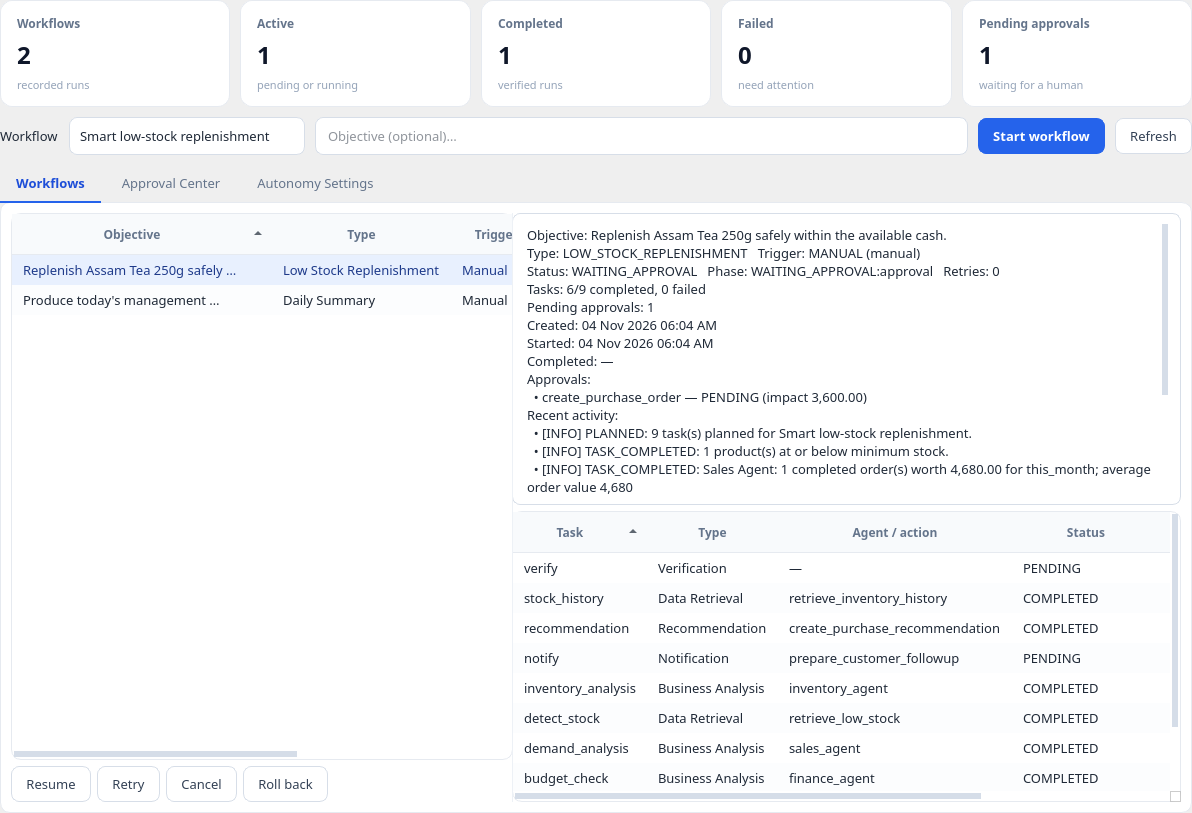 Workflows
2
recorded runs
Active
1
pending or running
Completed
1
verified runs
Failed
0
need attention
Pending approvals
1
waiting for a human
Workflow
Smart low-stock replenishment
Objective (optional)...
Start workflow
Refresh
Workflows
Approval Center
Autonomy Settings
Objective Type Trigge
Replenish Assam Tea 250g safely ... Low Stock Replenishment Manual
Produce today's management ... Daily Summary Manual
Resume
Retry
Cancel
Roll back
Objective: Replenish Assam Tea 250g safely within the available cash.
Type: LOW_STOCK_REPLENISHMENT Trigger: MANUAL (manual)
Status: WAITING_APPROVAL Phase: WAITING_APPROVAL:approval Retries: 0
Tasks: 6/9 completed, 0 failed
Pending approvals: 1
Created: 04 Nov 2026 06:04 AM
Started: 04 Nov 2026 06:04 AM
Completed: —
Approvals:
• create_purchase_order — PENDING (impact 3,600.00)
Recent activity:
• [INFO] PLANNED: 9 task(s) planned for Smart low-stock replenishment.
• [INFO] TASK_COMPLETED: 1 product(s) at or below minimum stock.
• [INFO] TASK_COMPLETED: Sales Agent: 1 completed order(s) worth 4,680.00 for this_month; average
order value 4,680
Task Type Agent / action Status
verify Verification — PENDING
stock_history Data Retrieval retrieve_inventory_history COMPLETED
recommendation Recommendation create_purchase_recommendation COMPLETED
notify Notification prepare_customer_followup PENDING
inventory_analysis Business Analysis inventory_agent COMPLETED
detect_stock Data Retrieval retrieve_low_stock COMPLETED
demand_analysis Business Analysis sales_agent COMPLETED
budget_check Business Analysis finance_agent COMPLETED